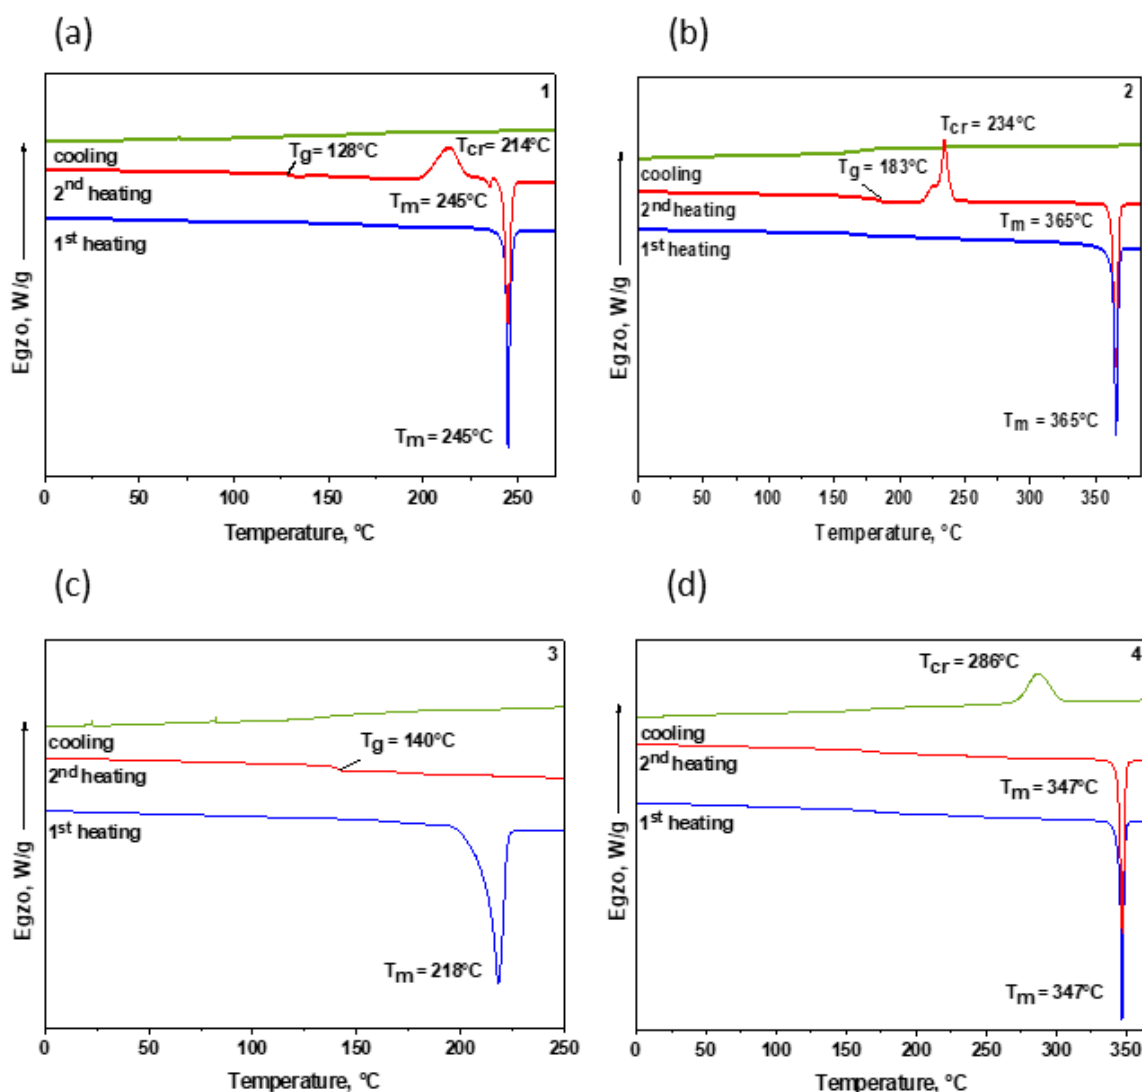 (a)
1
cooling
Tg = 128°C
Tcr = 214°C
2nd heating
Tm = 245°C
1st heating
Tm = 245°C
Egzo, W/g
0 50 100 150 200 250
Temperature, °C
(b)
2
Tcr = 234°C
cooling
Tg = 183°C
2nd heating
Tm = 365°C
1st heating
Tm = 365°C
Egzo, W/g
0 50 100 150 200 250 300 350
Temperature, °C
(c)
3
cooling
Tg = 140°C
2nd heating
1st heating
Tm = 218°C
Egzo, W/g
0 50 100 150 200 250
Temperature, °C
(d)
4
Tcr = 286°C
cooling
2nd heating
Tm = 347°C
1st heating
Tm = 347°C
Egzo, W/g
0 50 100 150 200 250 300 350
Temperature, °C